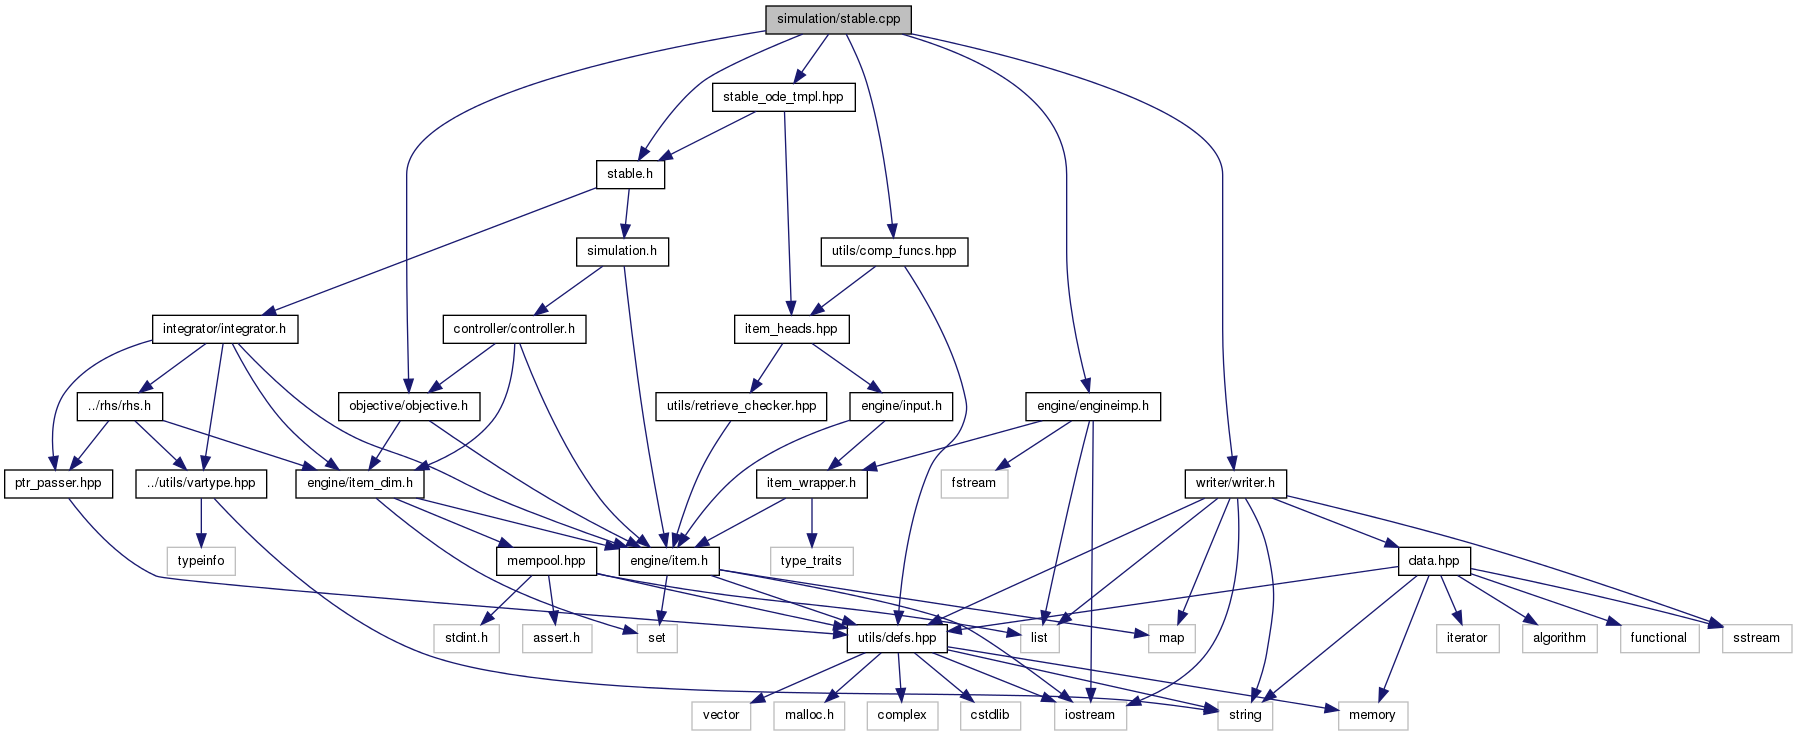 simulation/stable.cpp
stable_ode_tmpl.hpp
stable.h
simulation.h
utils/comp_funcs.hpp
integrator/integrator.h
controller/controller.h
item_heads.hpp
../rhs/rhs.h
objective/objective.h
utils/retrieve_checker.hpp
engine/input.h
engine/engineimp.h
ptr_passer.hpp
../utils/vartype.hpp
engine/item_dim.h
item_wrapper.h
fstream
writer/writer.h
typeinfo
mempool.hpp
engine/item.h
type_traits
data.hpp
stdint.h
assert.h
set
utils/defs.hpp
list
map
iterator
algorithm
functional
sstream
vector
malloc.h
complex
cstdlib
iostream
string
memory